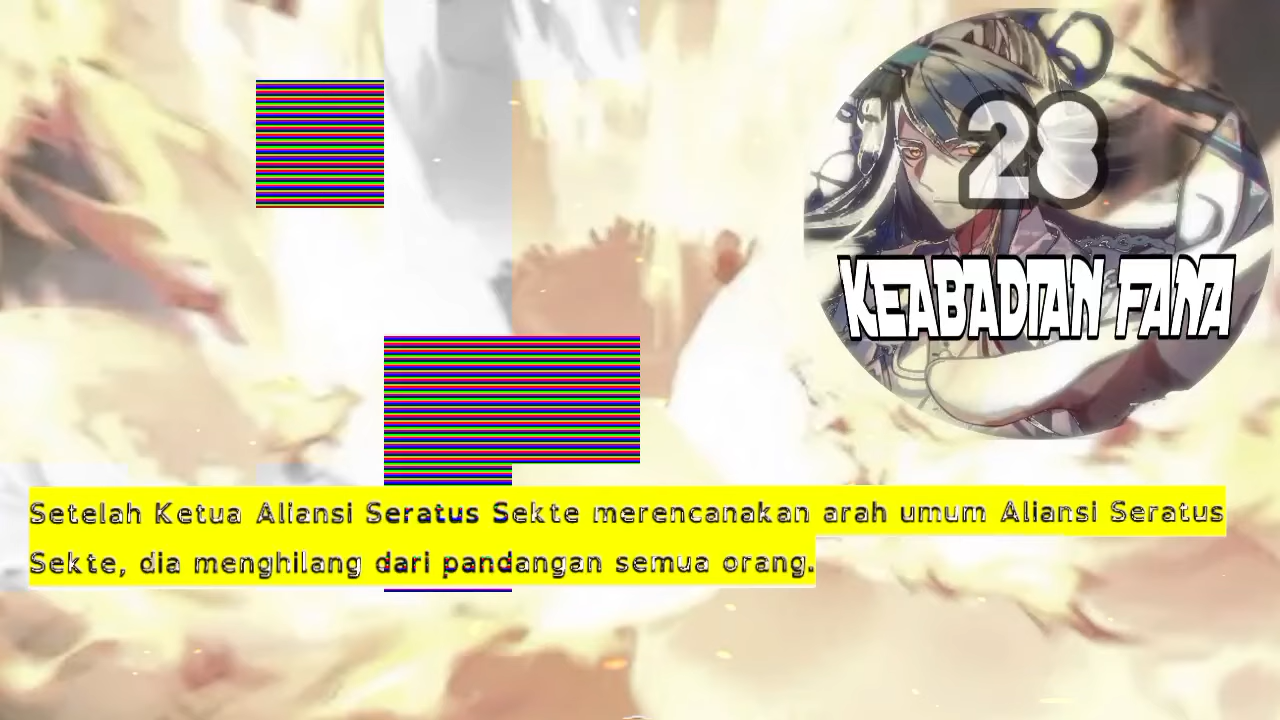 28
KEABADIAN FANA
Setelah Ketua Aliansi Seratus Sekte merencanakan arah umum Aliansi Seratus
Sekte, dia menghilang dari pandangan semua orang.